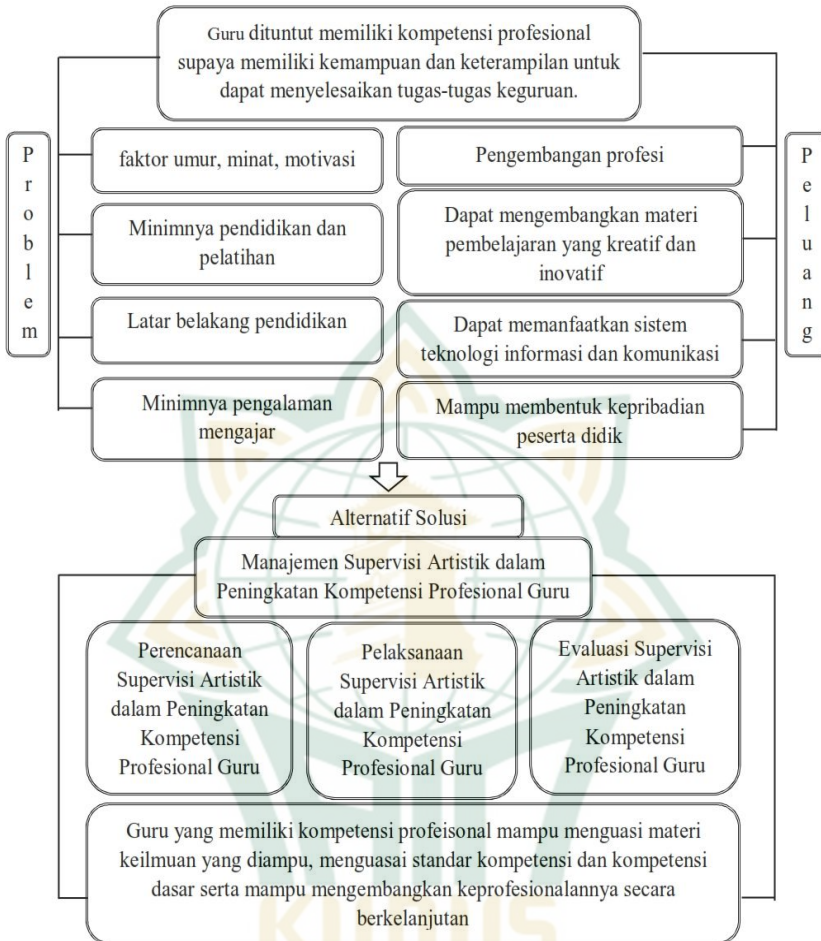 Guru dituntut memiliki kompetensi profesional
supaya memiliki kemampuan dan keterampilan untuk
dapat menyelesaikan tugas-tugas keguruan.
Problem
faktor umur, minat, motivasi
Minimnya pendidikan dan
pelatihan
Latar belakang pendidikan
Minimnya pengalaman
mengajar
Pengembangan profesi
Dapat mengembangkan materi
pembelajaran yang kreatif dan
inovatif
Dapat memanfaatkan sistem
teknologi informasi dan komunikasi
Mampu membentuk kepribadian
peserta didik
Peluang
Alternatif Solusi
Manajemen Supervisi Artistik dalam
Peningkatan Kompetensi Profesional Guru
Perencanaan
Supervisi Artistik
dalam Peningkatan
Kompetensi
Profesional Guru
Pelaksanaan
Supervisi Artistik
dalam Peningkatan
Kompetensi
Profesional Guru
Evaluasi Supervisi
Artistik dalam
Peningkatan
Kompetensi
Profesional Guru
Guru yang memiliki kompetensi profeisonal mampu menguasi materi
keilmuan yang diampu, menguasai standar kompetensi dan kompetensi
dasar serta mampu mengembangkan keprofesionalannya secara
berkelanjutan
KUDUS